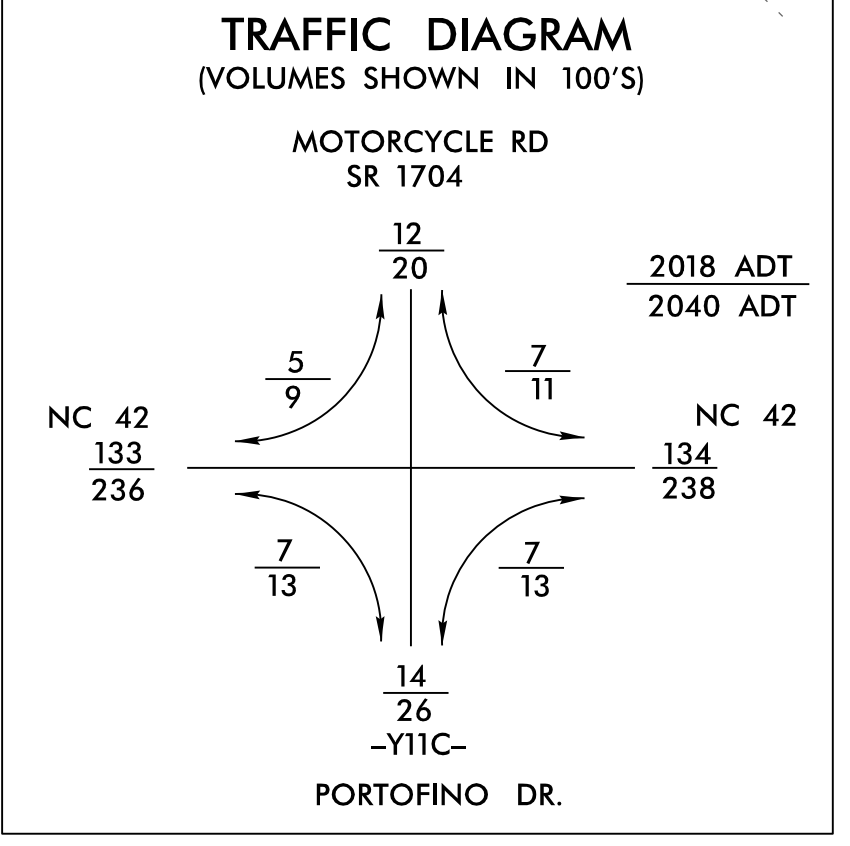 TRAFFIC DIAGRAM
(VOLUMES SHOWN IN 100'S)
MOTORCYCLE RD
SR 1704
12
20
2018 ADT
2040 ADT
5
9
7
11
NC 42
133
236
NC 42
134
238
7
13
7
13
14
26
-Y11C-
PORTOFINO DR.